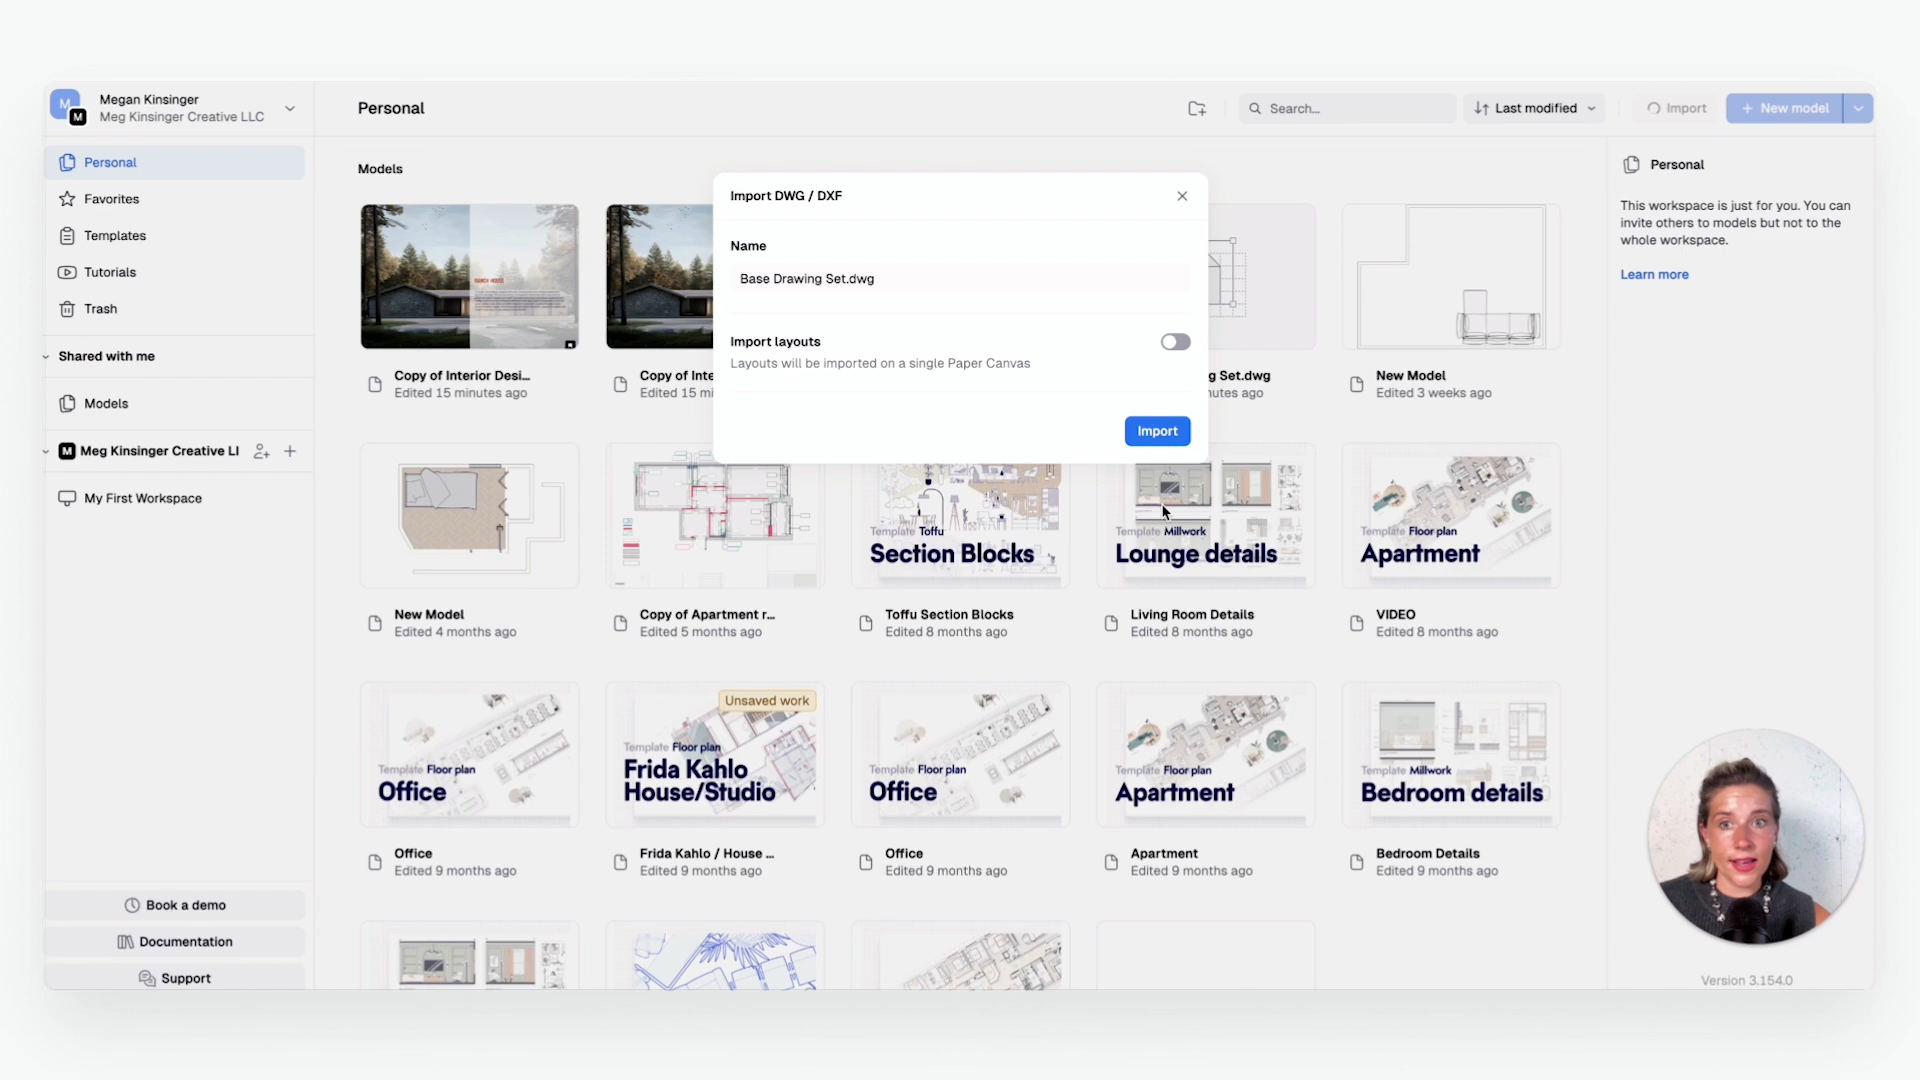 M
M
Megan Kinsinger
Meg Kinsinger Creative LLC
Personal
Search...
Last modified
Import
+ New model
Personal
Favorites
Templates
Tutorials
Trash
Shared with me
Models
M Meg Kinsinger Creative Ll
My First Workspace
Book a demo
Documentation
Support
Models
Import DWG / DXF
Name
Base Drawing Set.dwg
Import layouts
Layouts will be imported on a single Paper Canvas
Import
RANCH HOUSE
Copy of Interior Desi...
Edited 15 minutes ago
Copy of Inte
Edited 15 mi
g Set.dwg
nutes ago
New Model
Edited 3 weeks ago
Template Toffu
Section Blocks
Template Millwork
Lounge details
Template Floor plan
Apartment
New Model
Edited 4 months ago
Copy of Apartment r...
Edited 5 months ago
Toffu Section Blocks
Edited 8 months ago
Living Room Details
Edited 8 months ago
VIDEO
Edited 8 months ago
Template Floor plan
Office
Unsaved work
Template Floor plan
Frida Kahlo
House/Studio
Template Floor plan
Office
Template Floor plan
Apartment
Template Millwork
Bedroom details
Office
Edited 9 months ago
Frida Kahlo / House ...
Edited 9 months ago
Office
Edited 9 months ago
Apartment
Edited 9 months ago
Bedroom Details
Edited 9 months ago
Personal
This workspace is just for you. You can
invite others to models but not to the
whole workspace.
Learn more
Version 3.154.0